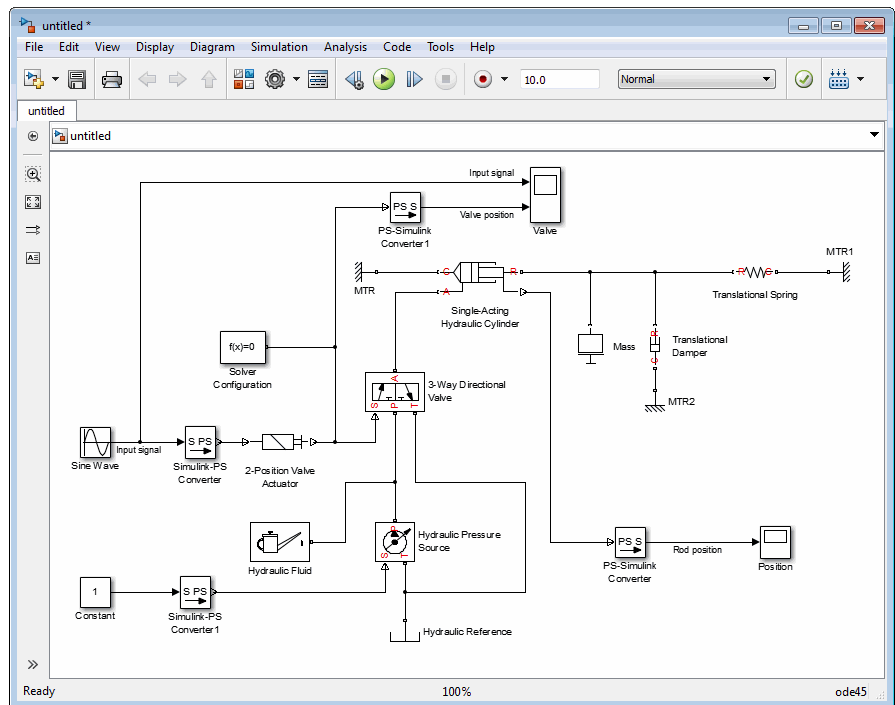 untitled *
File Edit View Display Diagram Simulation Analysis Code Tools Help
10.0 Normal
untitled
untitled
Input signal
PS S
Valve position
PS-Simulink
Converter1
Valve
MTR
C
R
A
Single-Acting
Hydraulic Cylinder
R C
MTR1
Translational Spring
Mass
R
C
Translational
Damper
MTR2
f(x)=0
Solver
Configuration
A
S P T
3-Way Directional
Valve
Sine Wave
Input signal
S PS
Simulink-PS
Converter
2-Position Valve
Actuator
Hydraulic Fluid
P
S T
Hydraulic Pressure
Source
PS S
PS-Simulink
Converter
Rod position
Position
1
Constant
S PS
Simulink-PS
Converter1
Hydraulic Reference
Ready 100% ode45